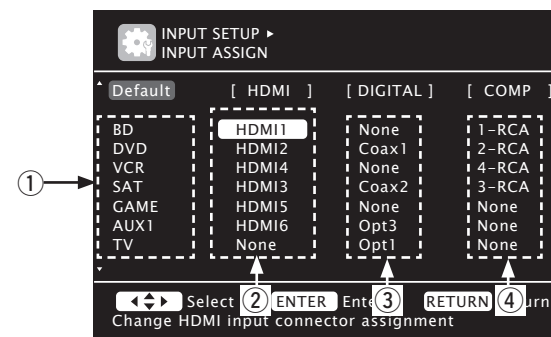 INPUT SETUP ▸
INPUT ASSIGN
Default [ HDMI ] [ DIGITAL ] [ COMP ]
BD HDMI1 None 1-RCA
DVD HDMI2 Coax1 2-RCA
VCR HDMI4 None 4-RCA
① SAT HDMI3 Coax2 3-RCA
GAME HDMI5 None None
AUX1 HDMI6 Opt3 None
TV None Opt1 None
Select ② ENTER ③ RETURN ④
Change HDMI input connector assignment